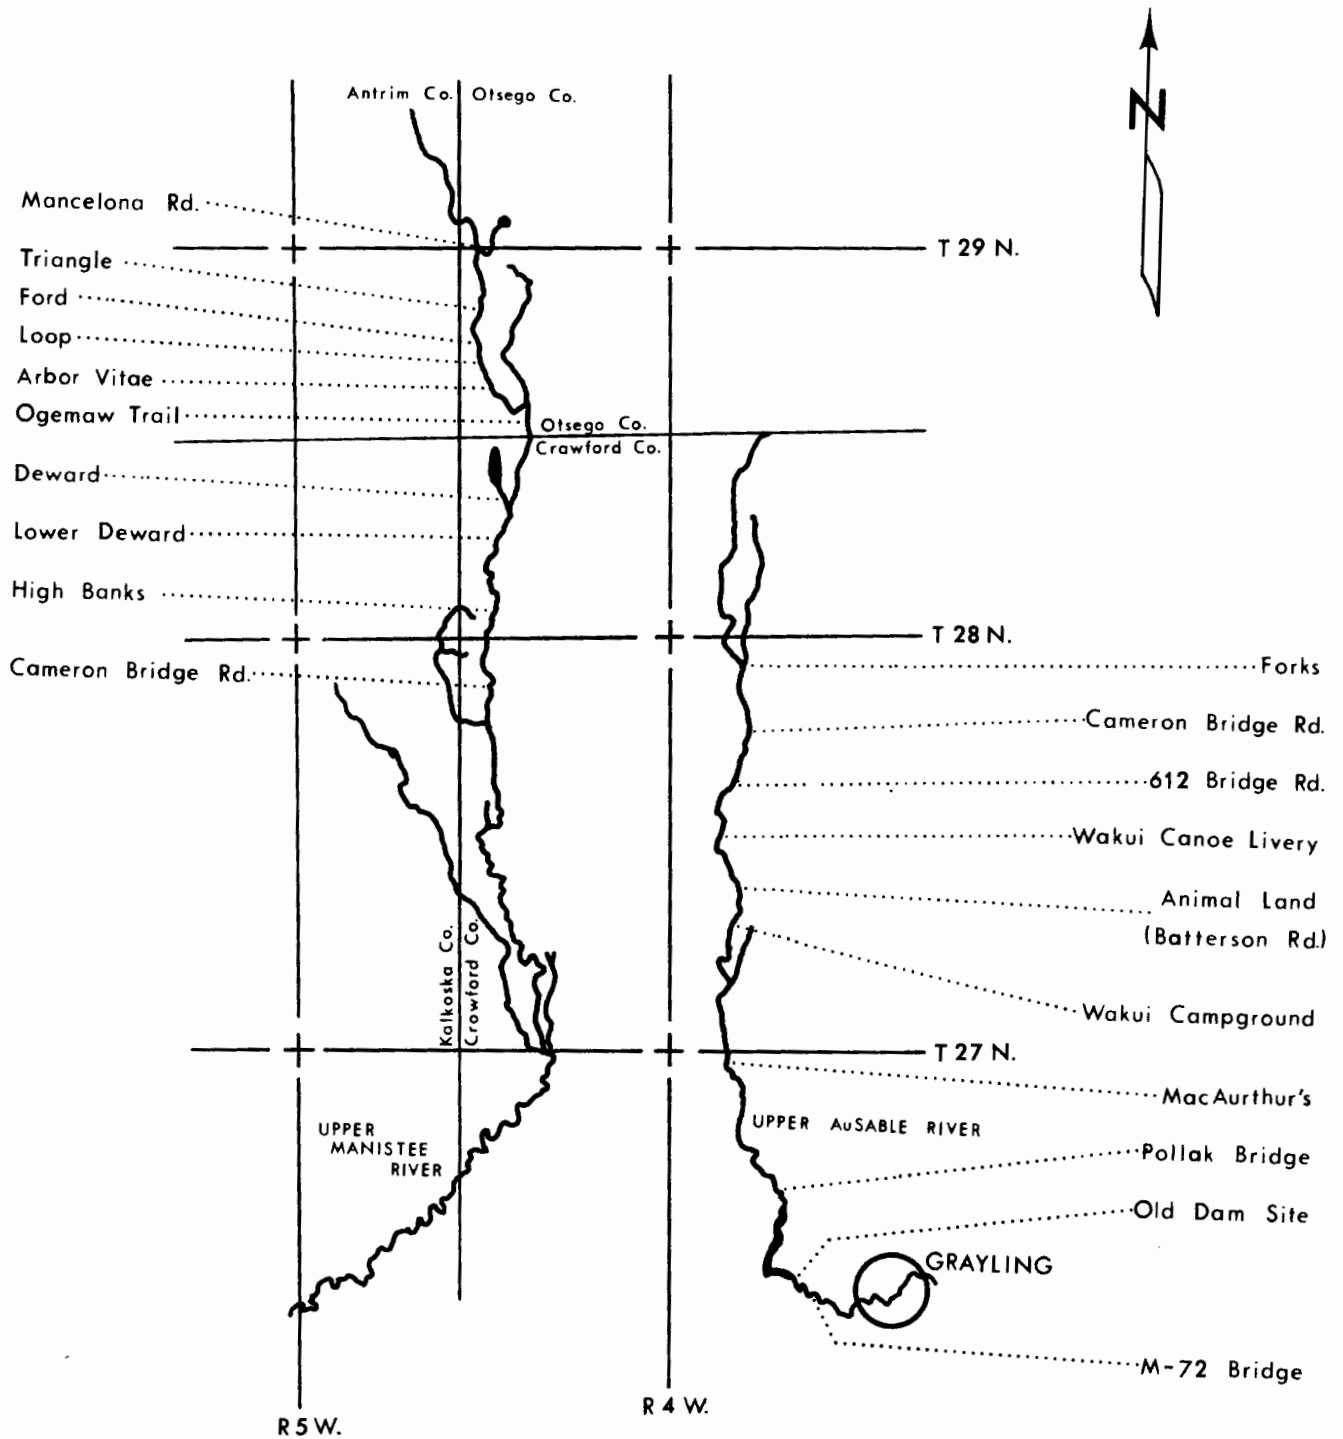 N
Antrim Co. Otsego Co.
Mancelona Rd.
T 29 N.
Triangle
Ford
Loop
Arbor Vitae
Ogemaw Trail
Otsego Co.
Crawford Co.
Deward
Lower Deward
High Banks
T 28 N.
Cameron Bridge Rd.
Forks
Cameron Bridge Rd.
612 Bridge Rd.
Wakui Canoe Livery
Animal Land
(Batterson Rd.)
Wakui Campground
Kalkoska Co.
Crowford Co.
T 27 N.
MacAurthur's
UPPER
MANISTEE
RIVER
UPPER AuSABLE RIVER
Pollak Bridge
Old Dam Site
GRAYLING
M-72 Bridge
R 4 W.
R 5 W.